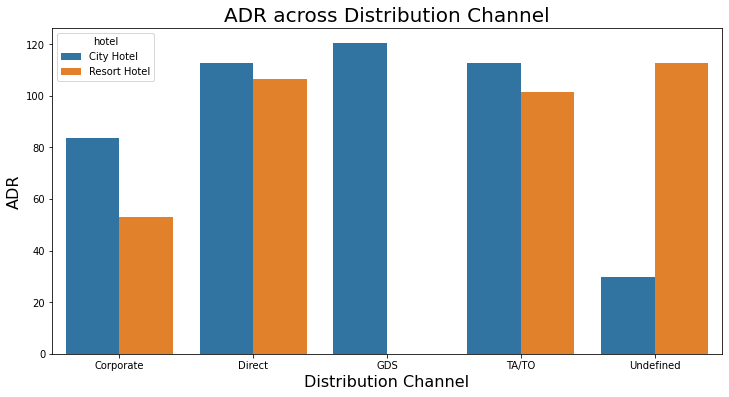 ADR across Distribution Channel
hotel
City Hotel
Resort Hotel
120
100
80
60
40
20
0
ADR
Corporate
Direct
GDS
TA/TO
Undefined
Distribution Channel